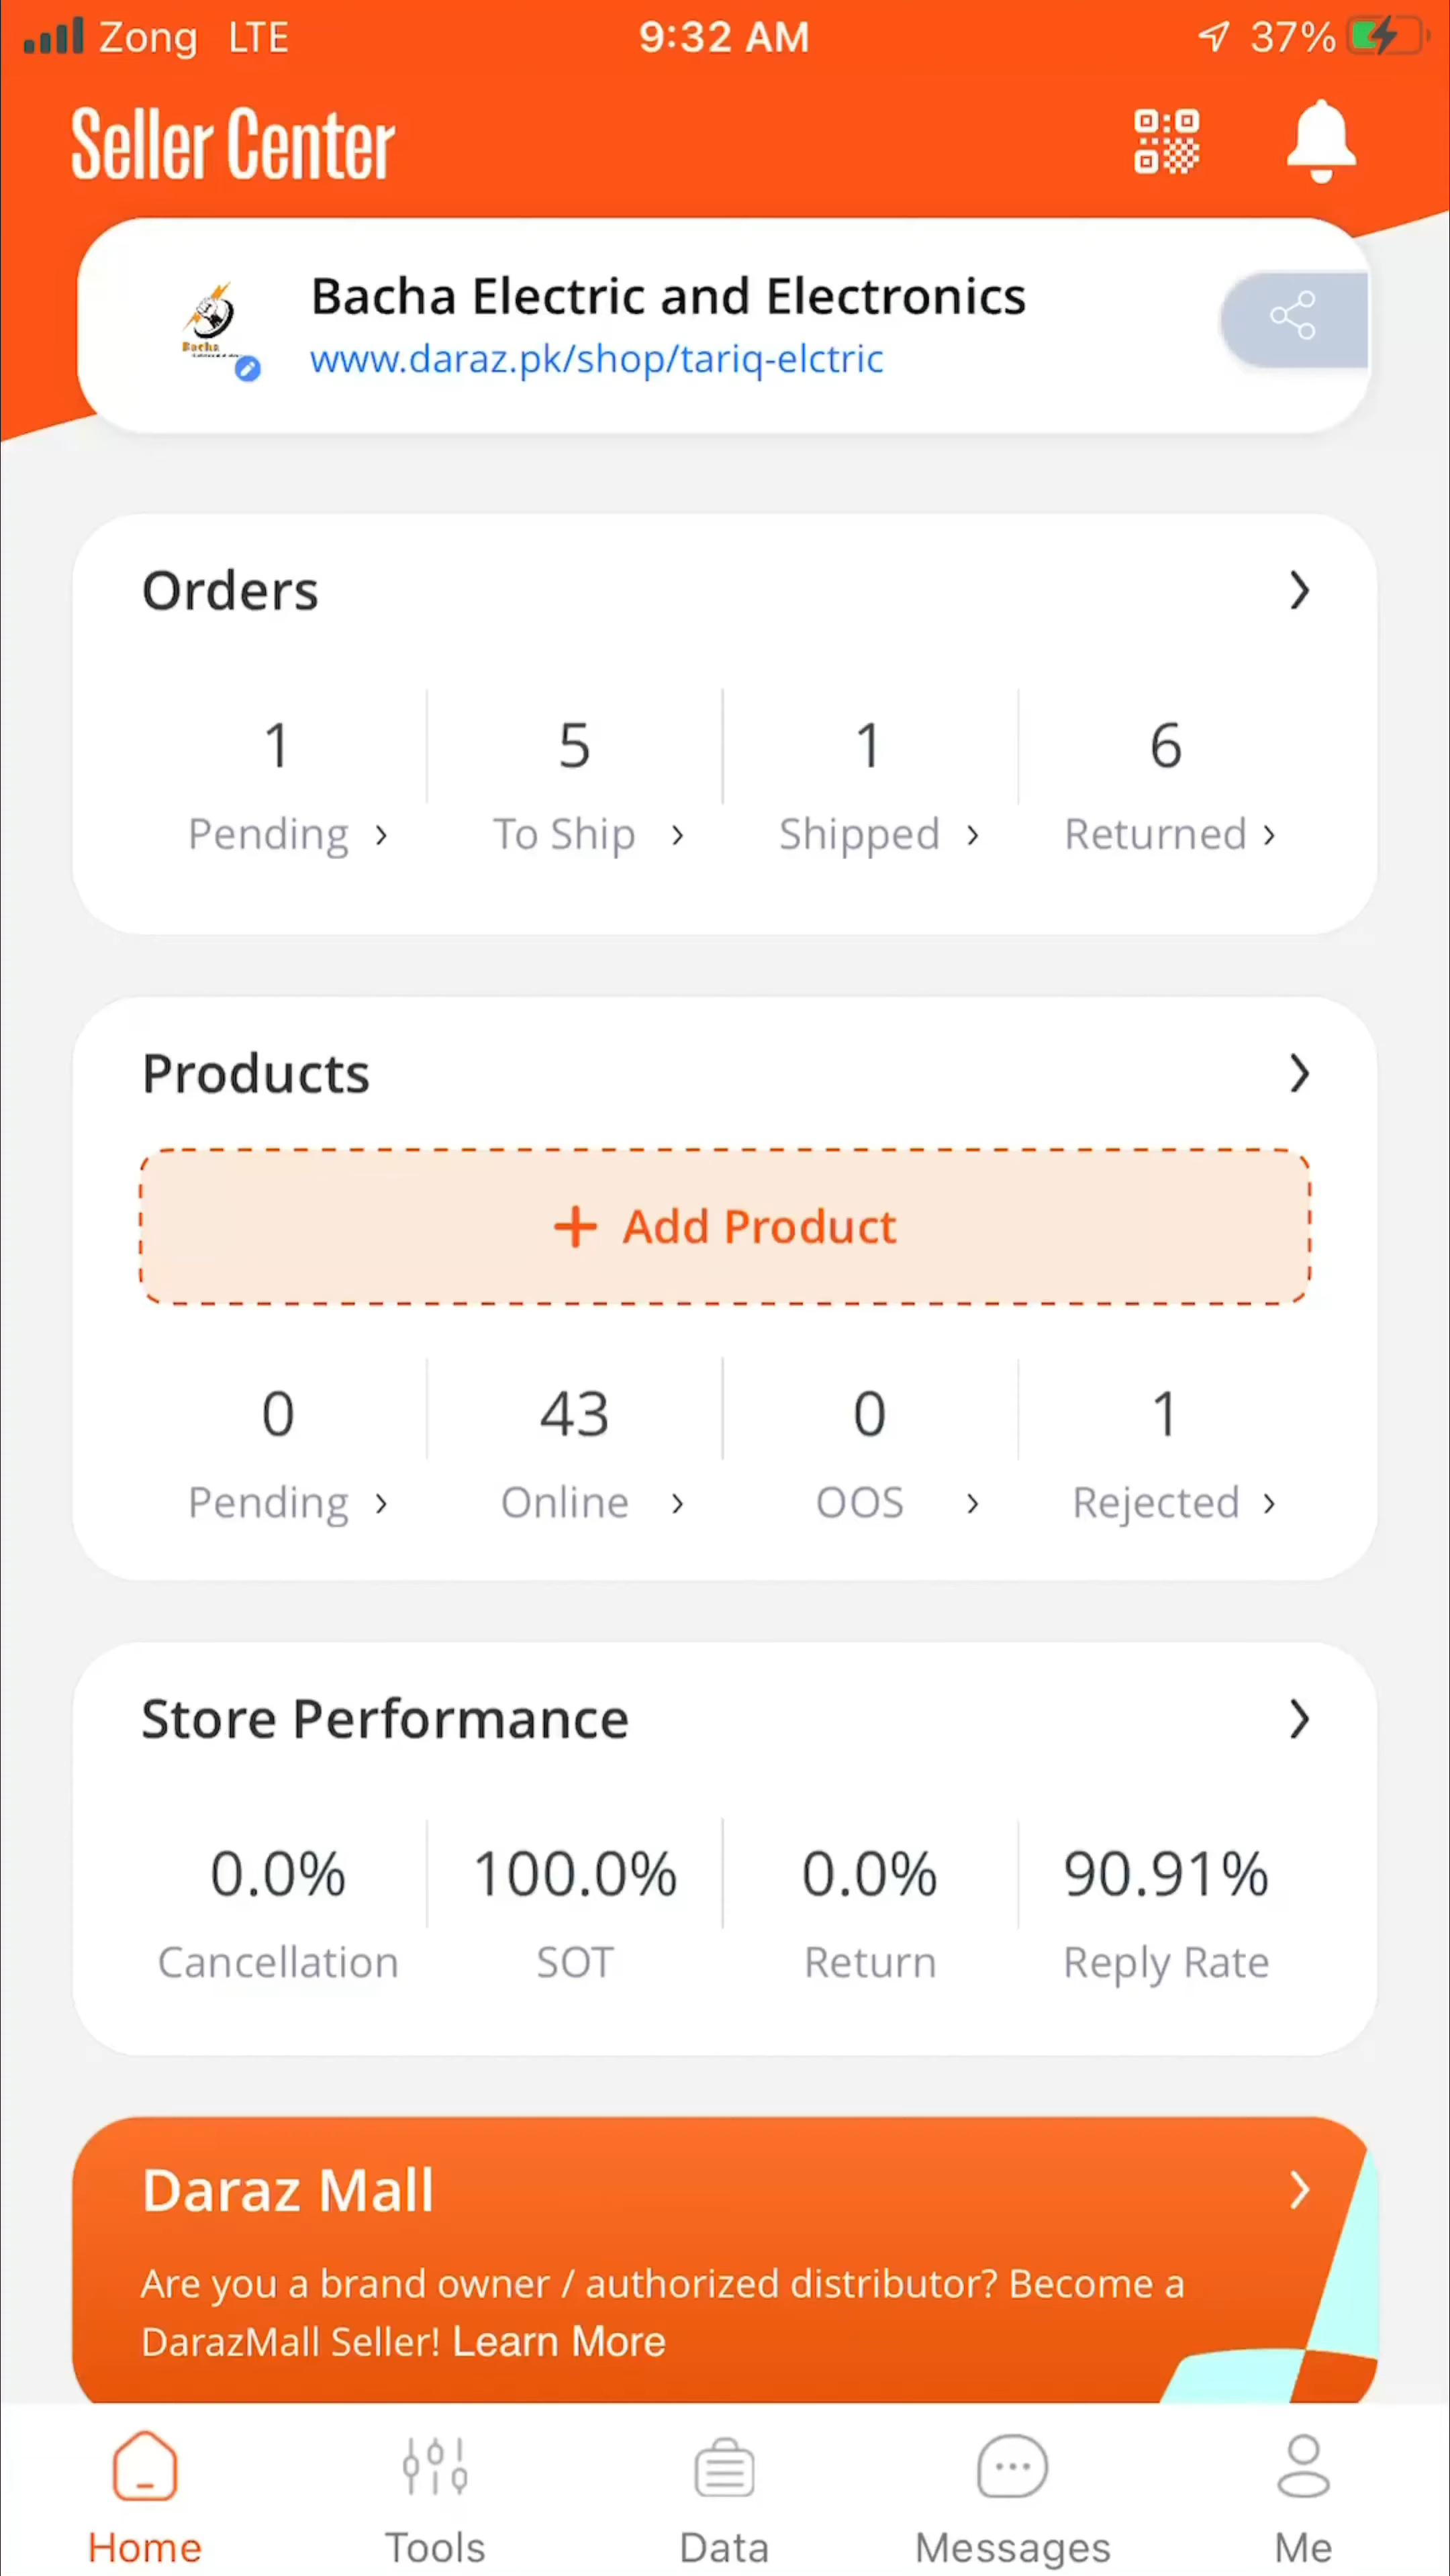 Zong LTE 9:32 AM 37%
Seller Center
Bacha Electric and Electronics
www.daraz.pk/shop/tariq-elctric
Bacha
Orders
1 5 1 6
Pending To Ship Shipped Returned
Products
+ Add Product
0 43 0 1
Pending Online OOS Rejected
Store Performance
0.0% 100.0% 0.0% 90.91%
Cancellation SOT Return Reply Rate
Daraz Mall
Are you a brand owner / authorized distributor? Become a
DarazMall Seller! Learn More
Home Tools Data Messages Me